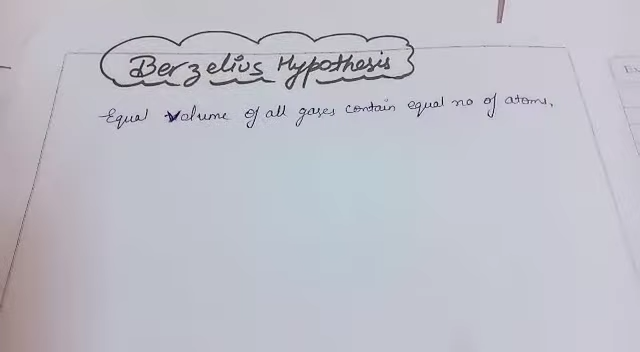 Berzelius Hypothesis
Equal volume of all gases contain equal no of atoms.